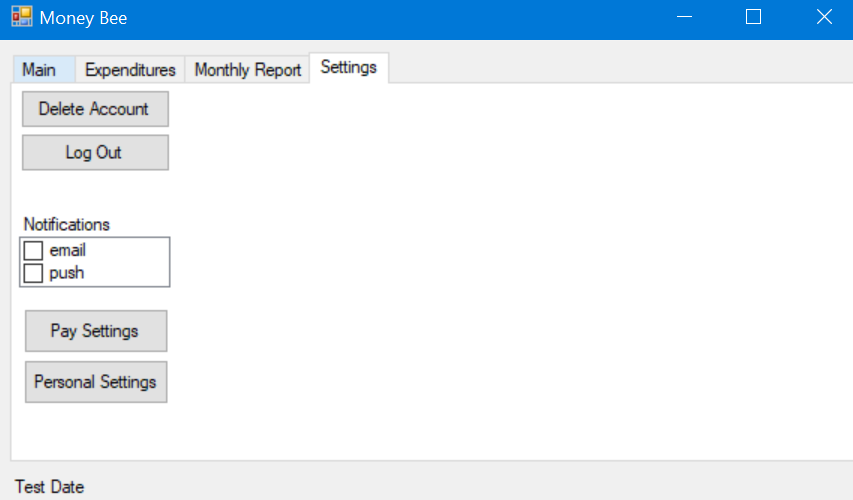 Money Bee
Main Expenditures Monthly Report Settings
Delete Account
Log Out
Notifications
email
push
Pay Settings
Personal Settings
Test Date